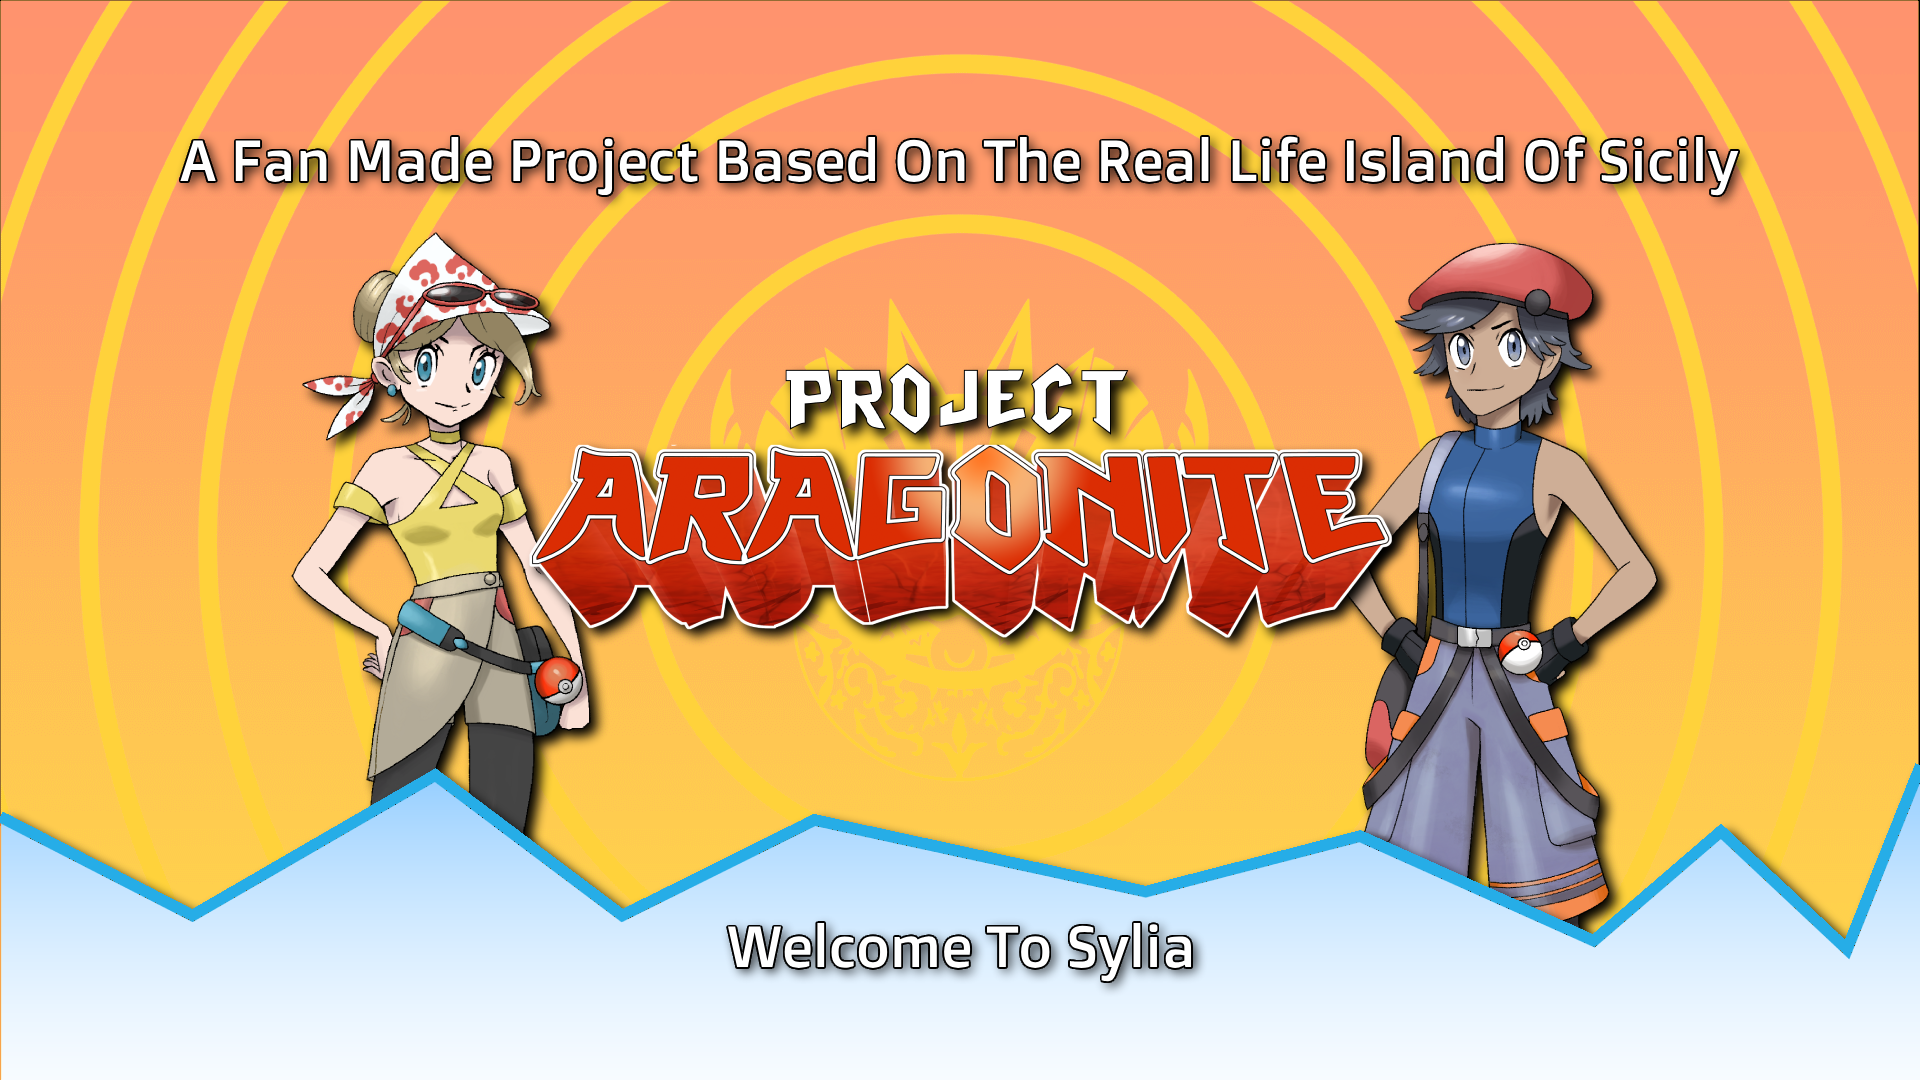 A Fan Made Project Based On The Real Life Island Of Sicily
PROJECT
ARAGONITE
Welcome To Sylia